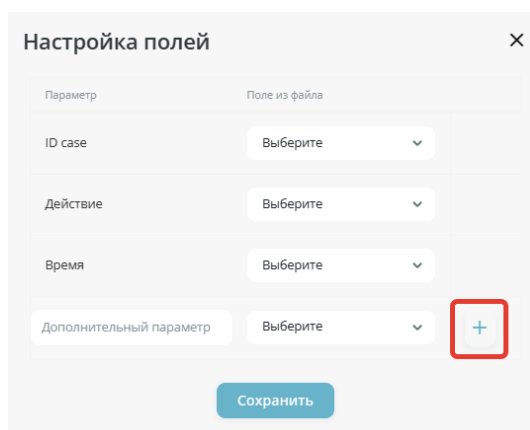 Настройка полей
Параметр Поле из файла
ID case Выберите
Действие Выберите
Время Выберите
Дополнительный параметр Выберите +
Сохранить